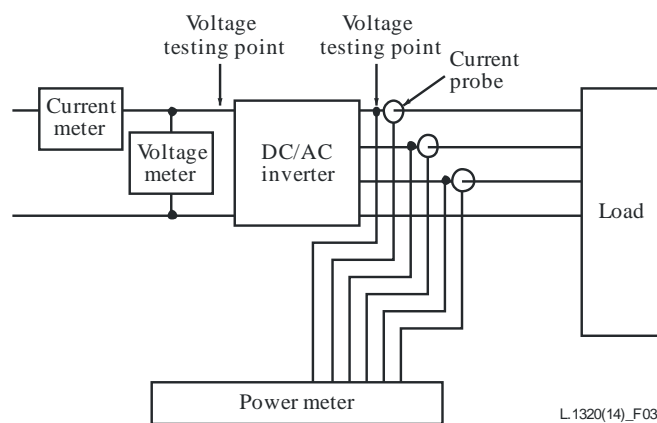 Voltage
testing point
Voltage
testing point
Current
probe
Current
meter
Voltage
meter
DC/AC
inverter
Load
Power meter
L.1320(14)_F03